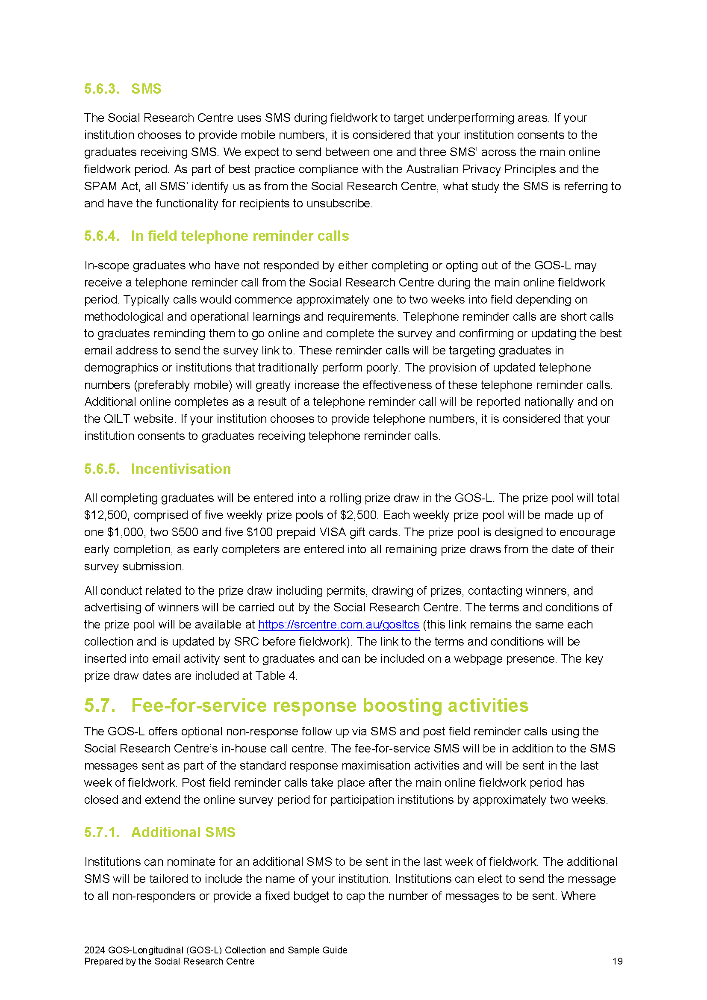 5.6.3. SMS
The Social Research Centre uses SMS during fieldwork to target underperforming areas. If your
institution chooses to provide mobile numbers, it is considered that your institution consents to the
graduates receiving SMS. We expect to send between one and three SMS’ across the main online
fieldwork period. As part of best practice compliance with the Australian Privacy Principles and the
SPAM Act, all SMS’ identify us as from the Social Research Centre, what study the SMS is referring to
and have the functionality for recipients to unsubscribe.
5.6.4. In field telephone reminder calls
In-scope graduates who have not responded by either completing or opting out of the GOS-L may
receive a telephone reminder call from the Social Research Centre during the main online fieldwork
period. Typically calls would commence approximately one to two weeks into field depending on
methodological and operational learnings and requirements. Telephone reminder calls are short calls
to graduates reminding them to go online and complete the survey and confirming or updating the best
email address to send the survey link to. These reminder calls will be targeting graduates in
demographics or institutions that traditionally perform poorly. The provision of updated telephone
numbers (preferably mobile) will greatly increase the effectiveness of these telephone reminder calls.
Additional online completes as a result of a telephone reminder call will be reported nationally and on
the QILT website. If your institution chooses to provide telephone numbers, it is considered that your
institution consents to graduates receiving telephone reminder calls.
5.6.5. Incentivisation
All completing graduates will be entered into a rolling prize draw in the GOS-L. The prize pool will total
$12,500, comprised of five weekly prize pools of $2,500. Each weekly prize pool will be made up of
one $1,000, two $500 and five $100 prepaid VISA gift cards. The prize pool is designed to encourage
early completion, as early completers are entered into all remaining prize draws from the date of their
survey submission.
All conduct related to the prize draw including permits, drawing of prizes, contacting winners, and
advertising of winners will be carried out by the Social Research Centre. The terms and conditions of
the prize pool will be available at https://srcentre.com.au/gosltcs (this link remains the same each
collection and is updated by SRC before fieldwork). The link to the terms and conditions will be
inserted into email activity sent to graduates and can be included on a webpage presence. The key
prize draw dates are included at Table 4.
5.7. Fee-for-service response boosting activities
The GOS-L offers optional non-response follow up via SMS and post field reminder calls using the
Social Research Centre’s in-house call centre. The fee-for-service SMS will be in addition to the SMS
messages sent as part of the standard response maximisation activities and will be sent in the last
week of fieldwork. Post field reminder calls take place after the main online fieldwork period has
closed and extend the online survey period for participation institutions by approximately two weeks.
5.7.1. Additional SMS
Institutions can nominate for an additional SMS to be sent in the last week of fieldwork. The additional
SMS will be tailored to include the name of your institution. Institutions can elect to send the message
to all non-responders or provide a fixed budget to cap the number of messages to be sent. Where
2024 GOS-Longitudinal (GOS-L) Collection and Sample Guide
Prepared by the Social Research Centre 19